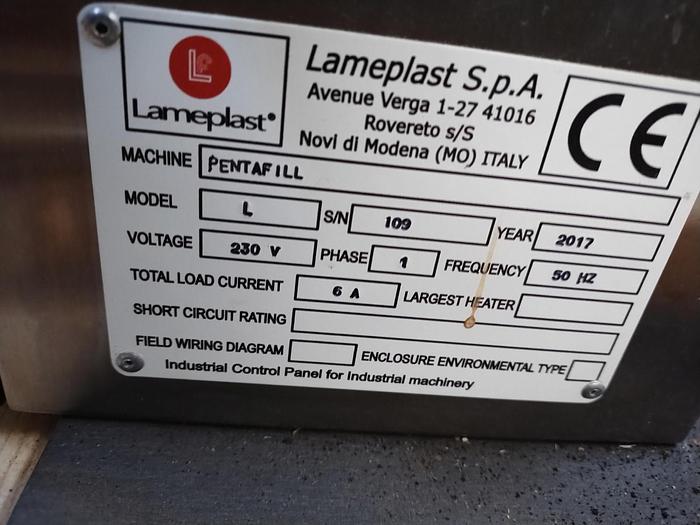 Lameplast®
Lameplast S.p.A.
Avenue Verga 1-27 41016
Rovereto s/S
Novi di Modena (MO) ITALY
CE
MACHINE PENTAFILL
MODEL L S/N 109 YEAR 2017
VOLTAGE 230 V PHASE 1 FREQUENCY 50 HZ
TOTAL LOAD CURRENT 6 A LARGEST HEATER
SHORT CIRCUIT RATING
FIELD WIRING DIAGRAM ENCLOSURE ENVIRONMENTAL TYPE
Industrial Control Panel for Industrial machinery